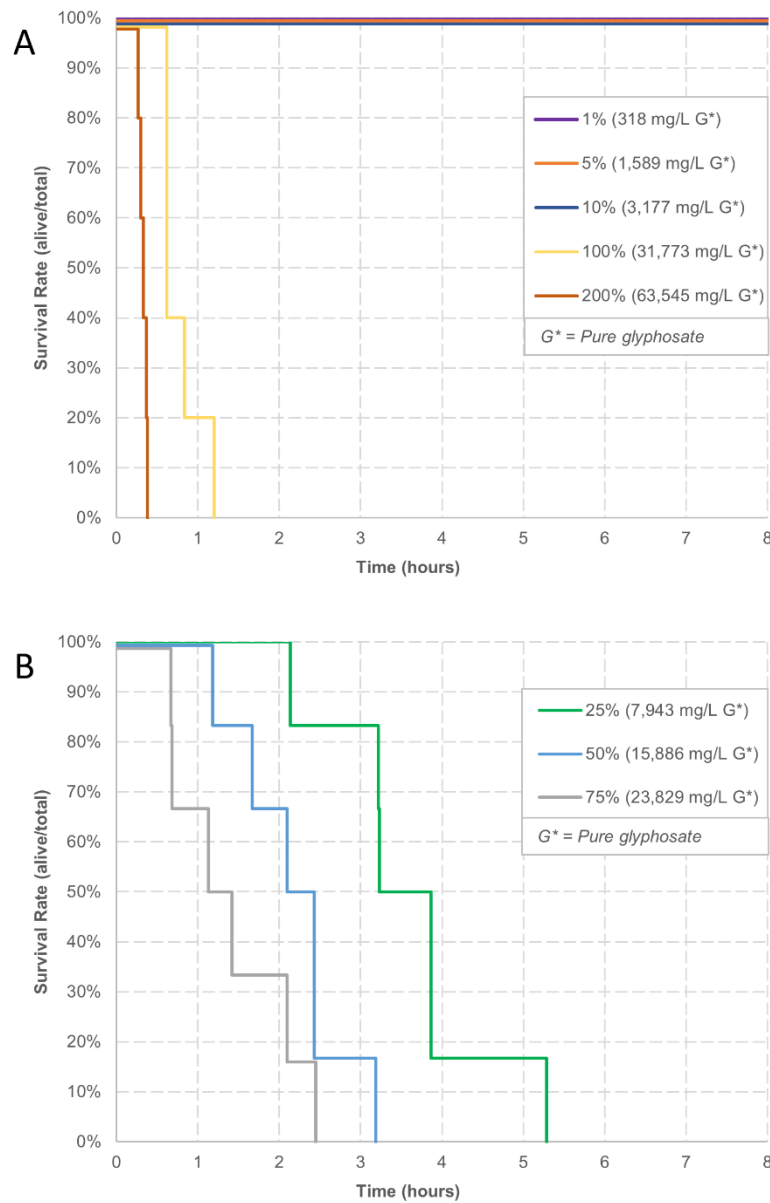 A
100%
90%
80%
70%
60%
50%
40%
30%
20%
10%
0%
Survival Rate (alive/total)
1% (318 mg/L G*)
5% (1,589 mg/L G*)
10% (3,177 mg/L G*)
100% (31,773 mg/L G*)
200% (63,545 mg/L G*)
G* = Pure glyphosate
0 1 2 3 4 5 6 7 8
Time (hours)
B
100%
90%
80%
70%
60%
50%
40%
30%
20%
10%
0%
Survival Rate (alive/total)
25% (7,943 mg/L G*)
50% (15,886 mg/L G*)
75% (23,829 mg/L G*)
G* = Pure glyphosate
0 1 2 3 4 5 6 7 8
Time (hours)